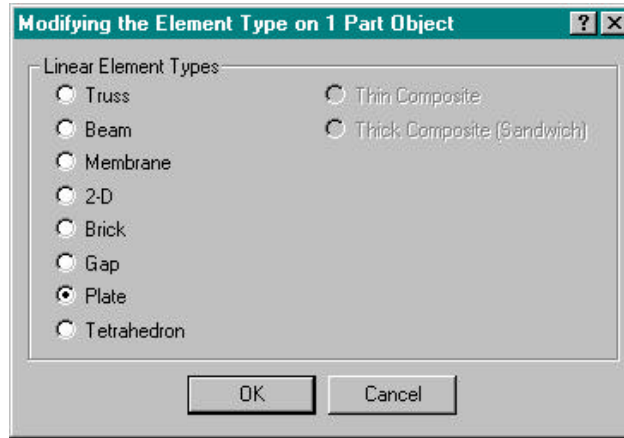 Modifying the Element Type on 1 Part Object
Linear Element Types
Truss
Beam
Membrane
2-D
Brick
Gap
Plate
Tetrahedron
Thin Composite
Thick Composite (Sandwich)
OK Cancel